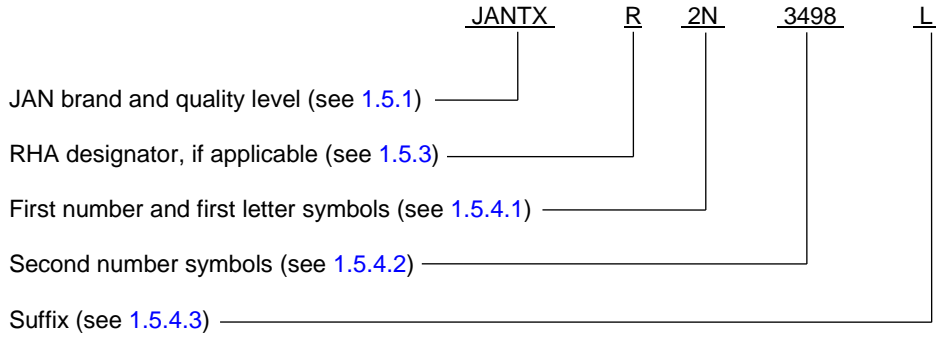 JANTX R 2N 3498 L
JAN brand and quality level (see 1.5.1)
RHA designator, if applicable (see 1.5.3)
First number and first letter symbols (see 1.5.4.1)
Second number symbols (see 1.5.4.2)
Suffix (see 1.5.4.3)